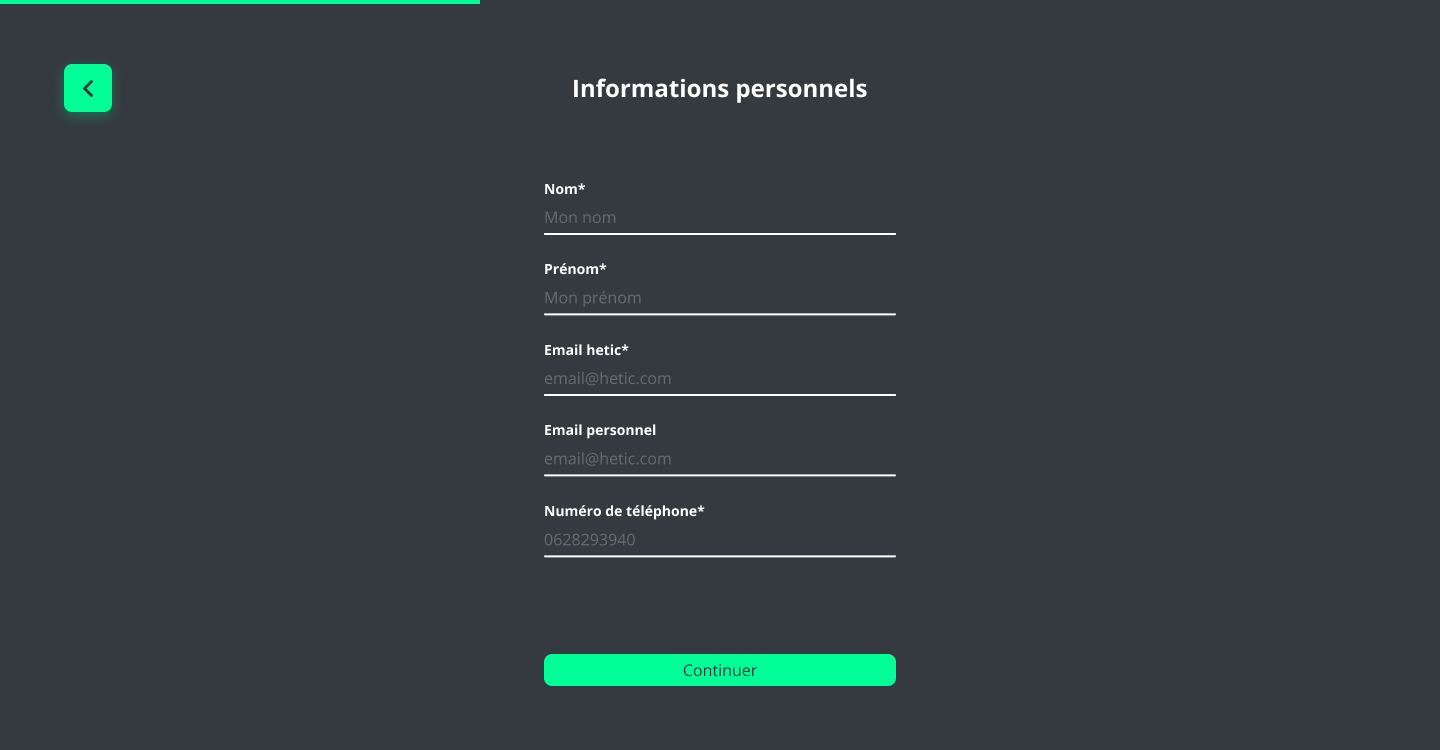 Informations personnels
Nom*
Mon nom
Prénom*
Mon prénom
Email hetic*
email@hetic.com
Email personnel
email@hetic.com
Numéro de téléphone*
0628293940
Continuer